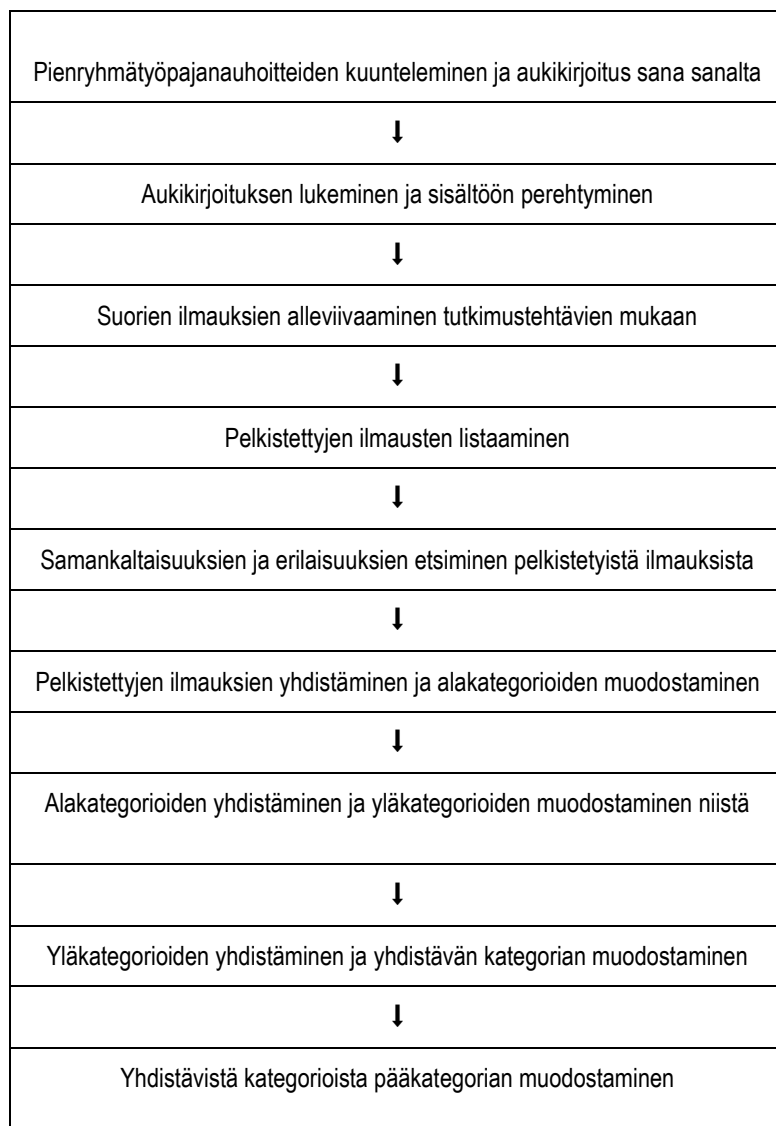 Pienryhmätyöpajanauhoitteiden kuunteleminen ja aukikirjoitus sana sanalta
⬇
Aukikirjoituksen lukeminen ja sisältöön perehtyminen
⬇
Suorien ilmauksien alleviivaaminen tutkimustehtävien mukaan
⬇
Pelkistettyjen ilmausten listaaminen
⬇
Samankaltaisuuksien ja erilaisuuksien etsiminen pelkistetyistä ilmauksista
⬇
Pelkistettyjen ilmauksien yhdistäminen ja alakategorioiden muodostaminen
⬇
Alakategorioiden yhdistäminen ja yläkategorioiden muodostaminen niistä
⬇
Yläkategorioiden yhdistäminen ja yhdistävän kategorian muodostaminen
⬇
Yhdistävistä kategorioista pääkategorian muodostaminen